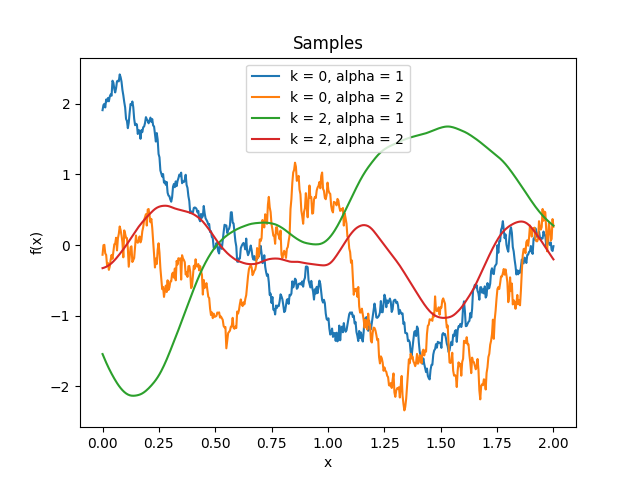 Samples
k = 0, alpha = 1
k = 0, alpha = 2
k = 2, alpha = 1
k = 2, alpha = 2
f(x)
2
1
0
−1
−2
0.00 0.25 0.50 0.75 1.00 1.25 1.50 1.75 2.00
x